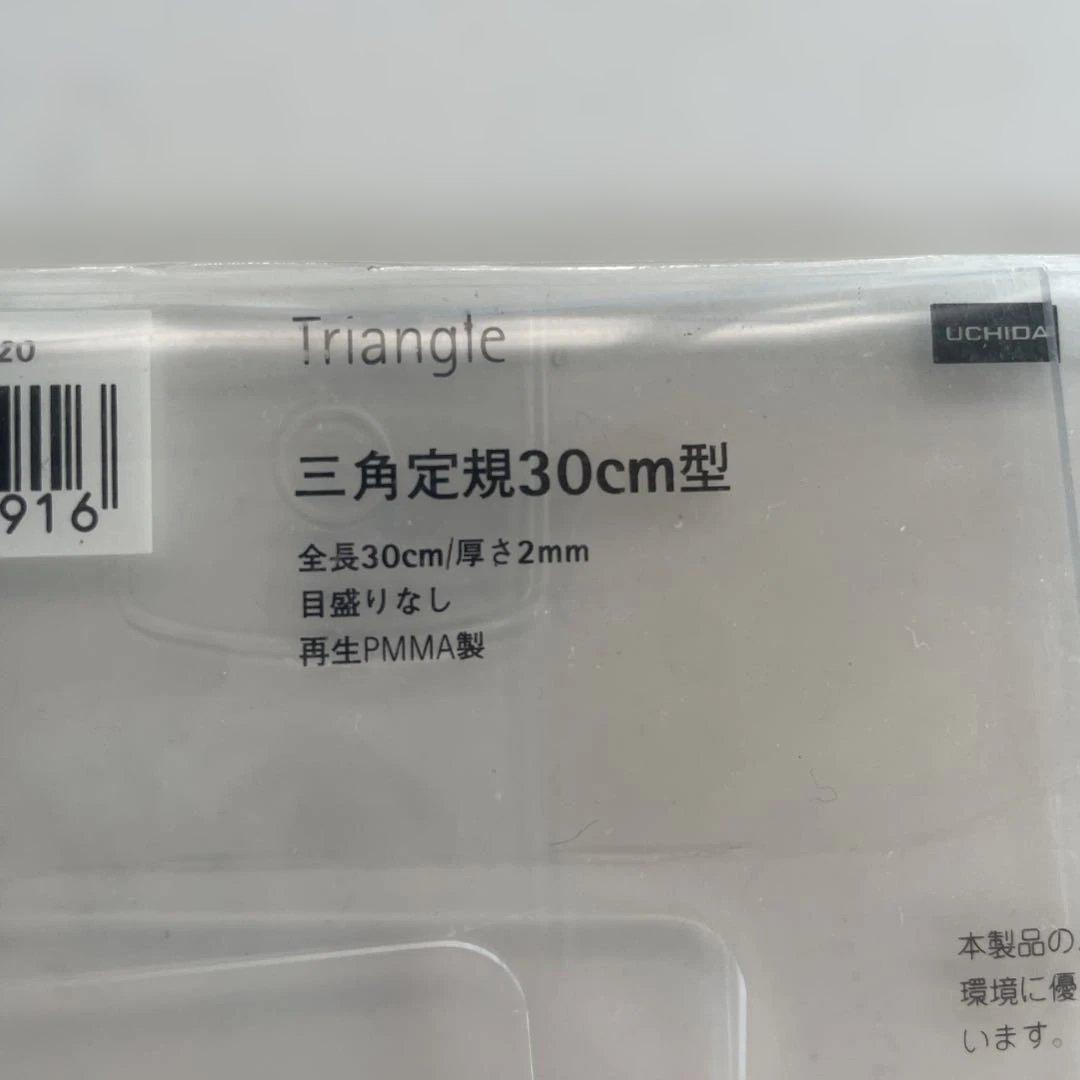 Triangle
UCHIDA
20
916
三角定規30cm型
全長30cm/厚さ2mm
目盛りなし
再生PMMA製
本製品の
環境に優
います。